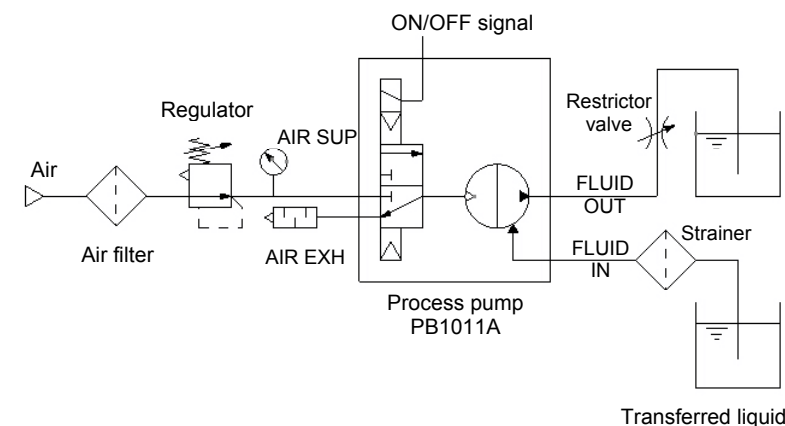 ON/OFF signal
Regulator
AIR SUP
Restrictor
valve
Air
FLUID
OUT
Air filter
AIR EXH
FLUID
IN
Strainer
Process pump
PB1011A
Transferred liquid